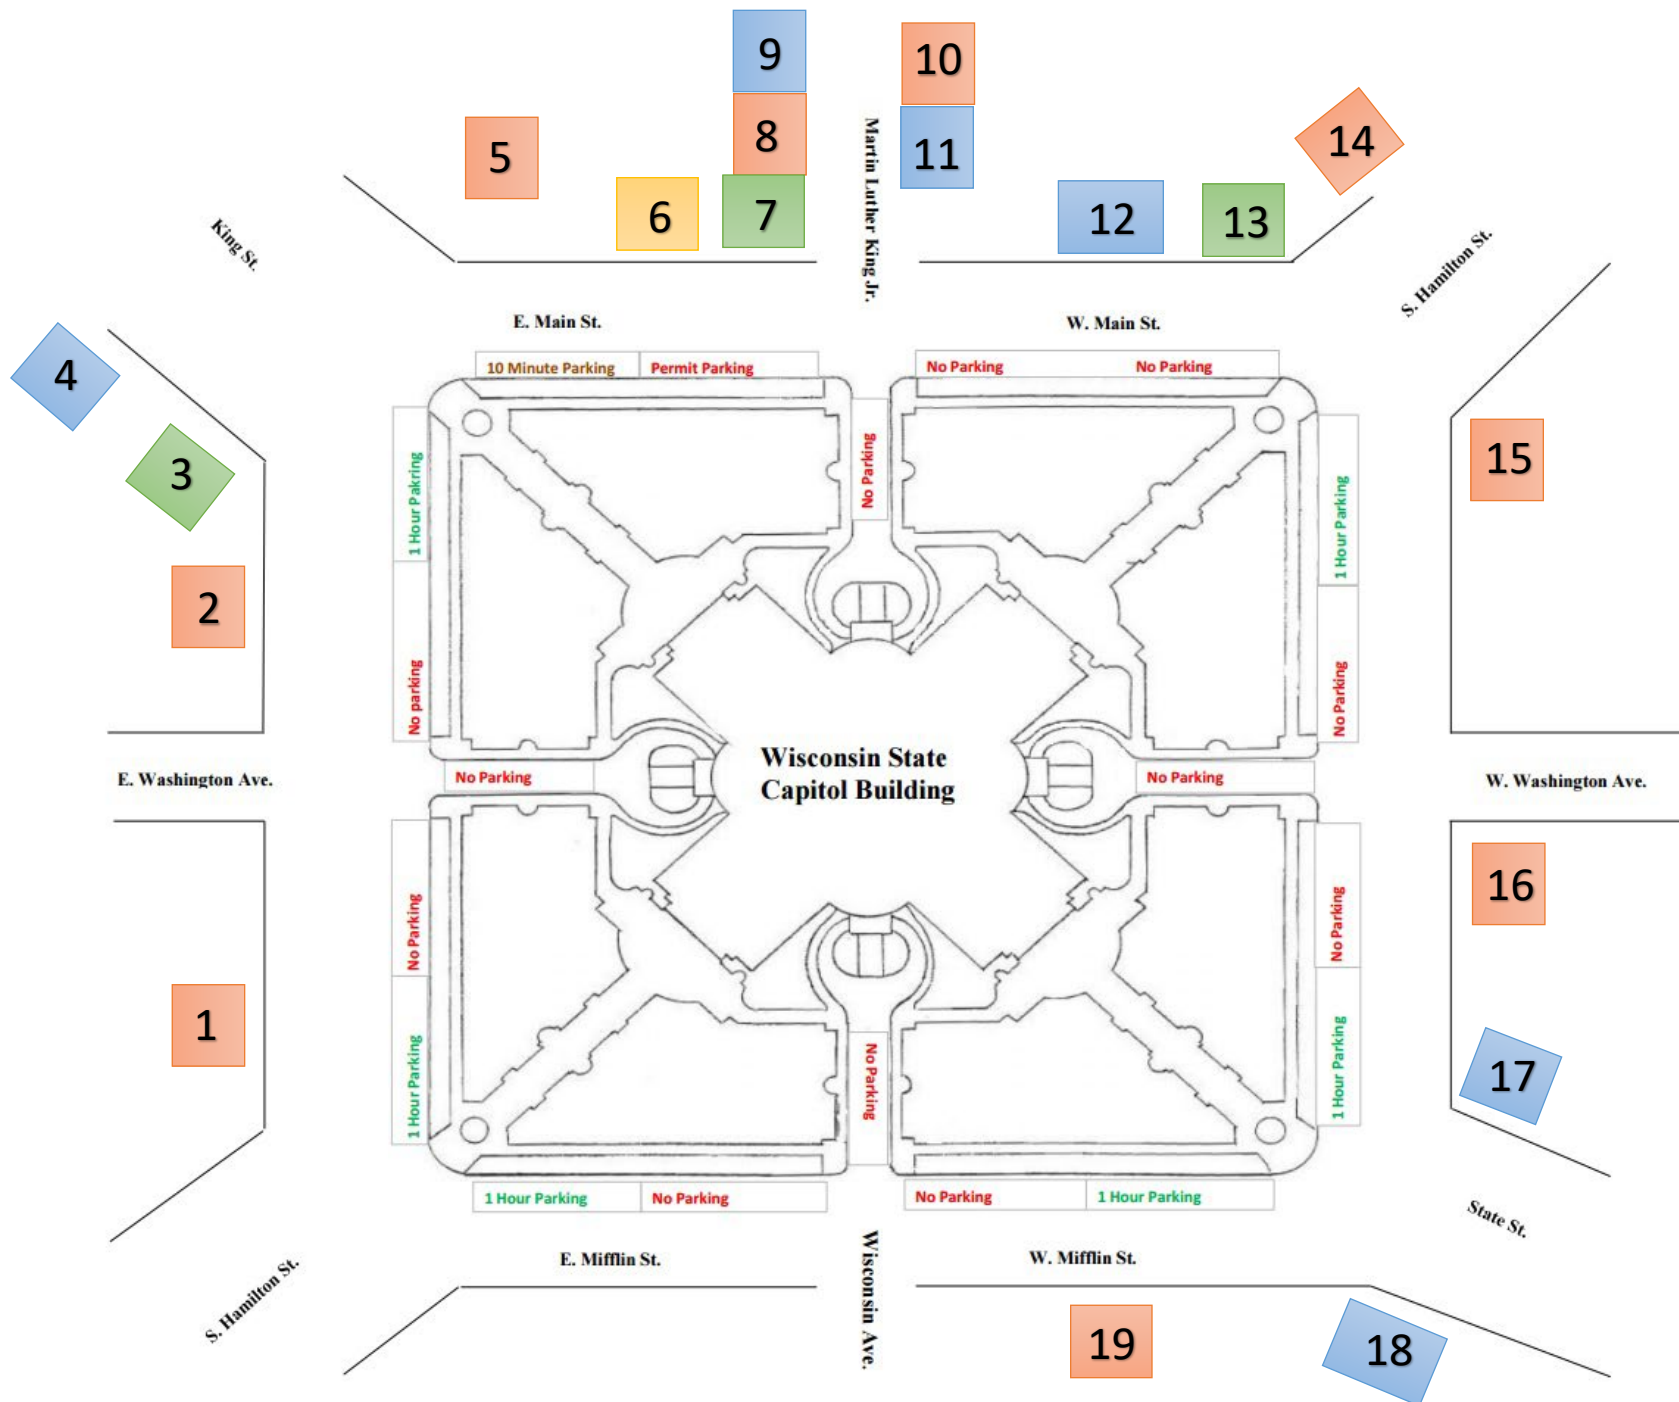 9
10
8
14
5
Martin Luther King Jr.
11
6
7
12
13
King St.
S. Hamilton St.
E. Main St.
W. Main St.
4
10 Minute Parking
Permit Parking
No Parking
No Parking
3
1 Hour Pakring
No Parking
1 Hour Parking
15
2
No parking
No Parking
E. Washington Ave.
No Parking
Wisconsin State
Capitol Building
No Parking
W. Washington Ave.
No Parking
No Parking
16
1
1 Hour Parking
No Parking
1 Hour Parking
17
1 Hour Parking
No Parking
No Parking
1 Hour Parking
State St.
S. Hamilton St.
E. Mifflin St.
Wisconsin Ave.
W. Mifflin St.
19
18